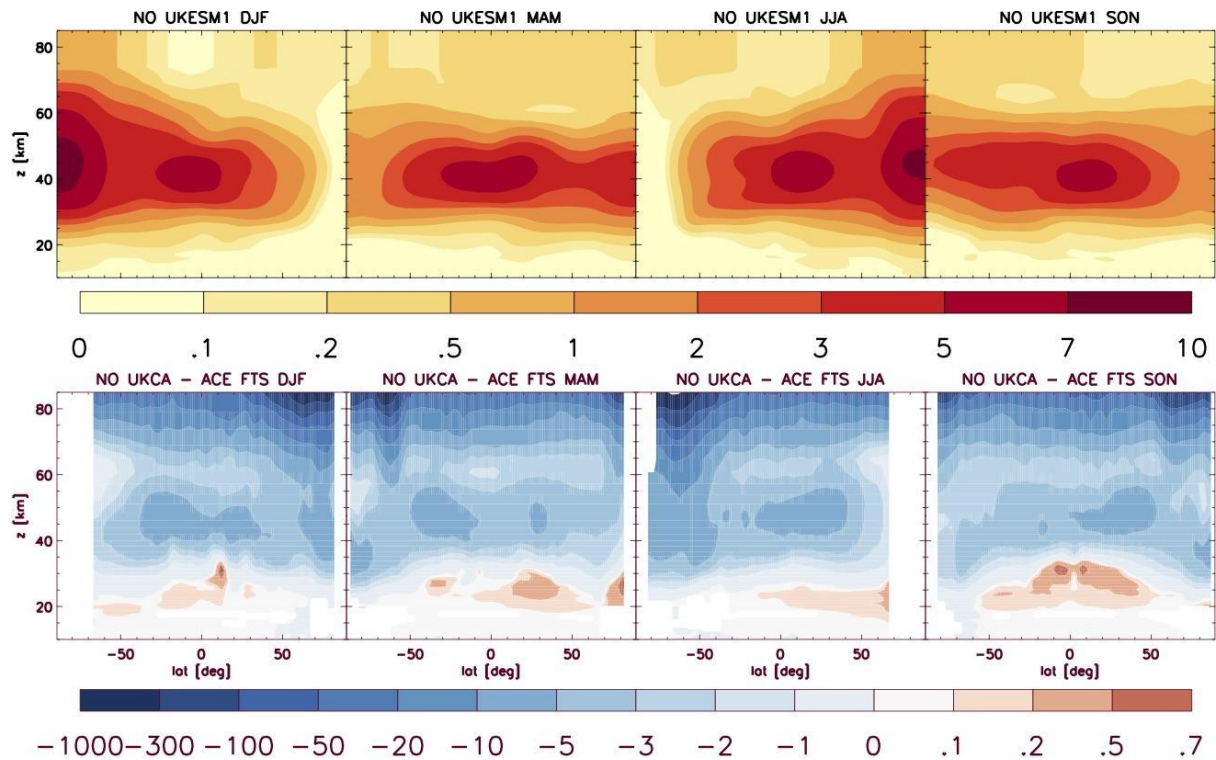 NO UKESM1 DJF NO UKESM1 MAM NO UKESM1 JJA NO UKESM1 SON
80
60
40
20
z [km]
0 .1 .2 .5 1 2 3 5 7 10
NO UKCA - ACE FTS DJF NO UKCA - ACE FTS MAM NO UKCA - ACE FTS JJA NO UKCA - ACE FTS SON
80
60
40
20
z [km]
-50 0 50 -50 0 50 -50 0 50 -50 0 50
lat [deg] lat [deg] lat [deg] lat [deg]
-1000 -300 -100 -50 -20 -10 -5 -3 -2 -1 0 .1 .2 .5 .7